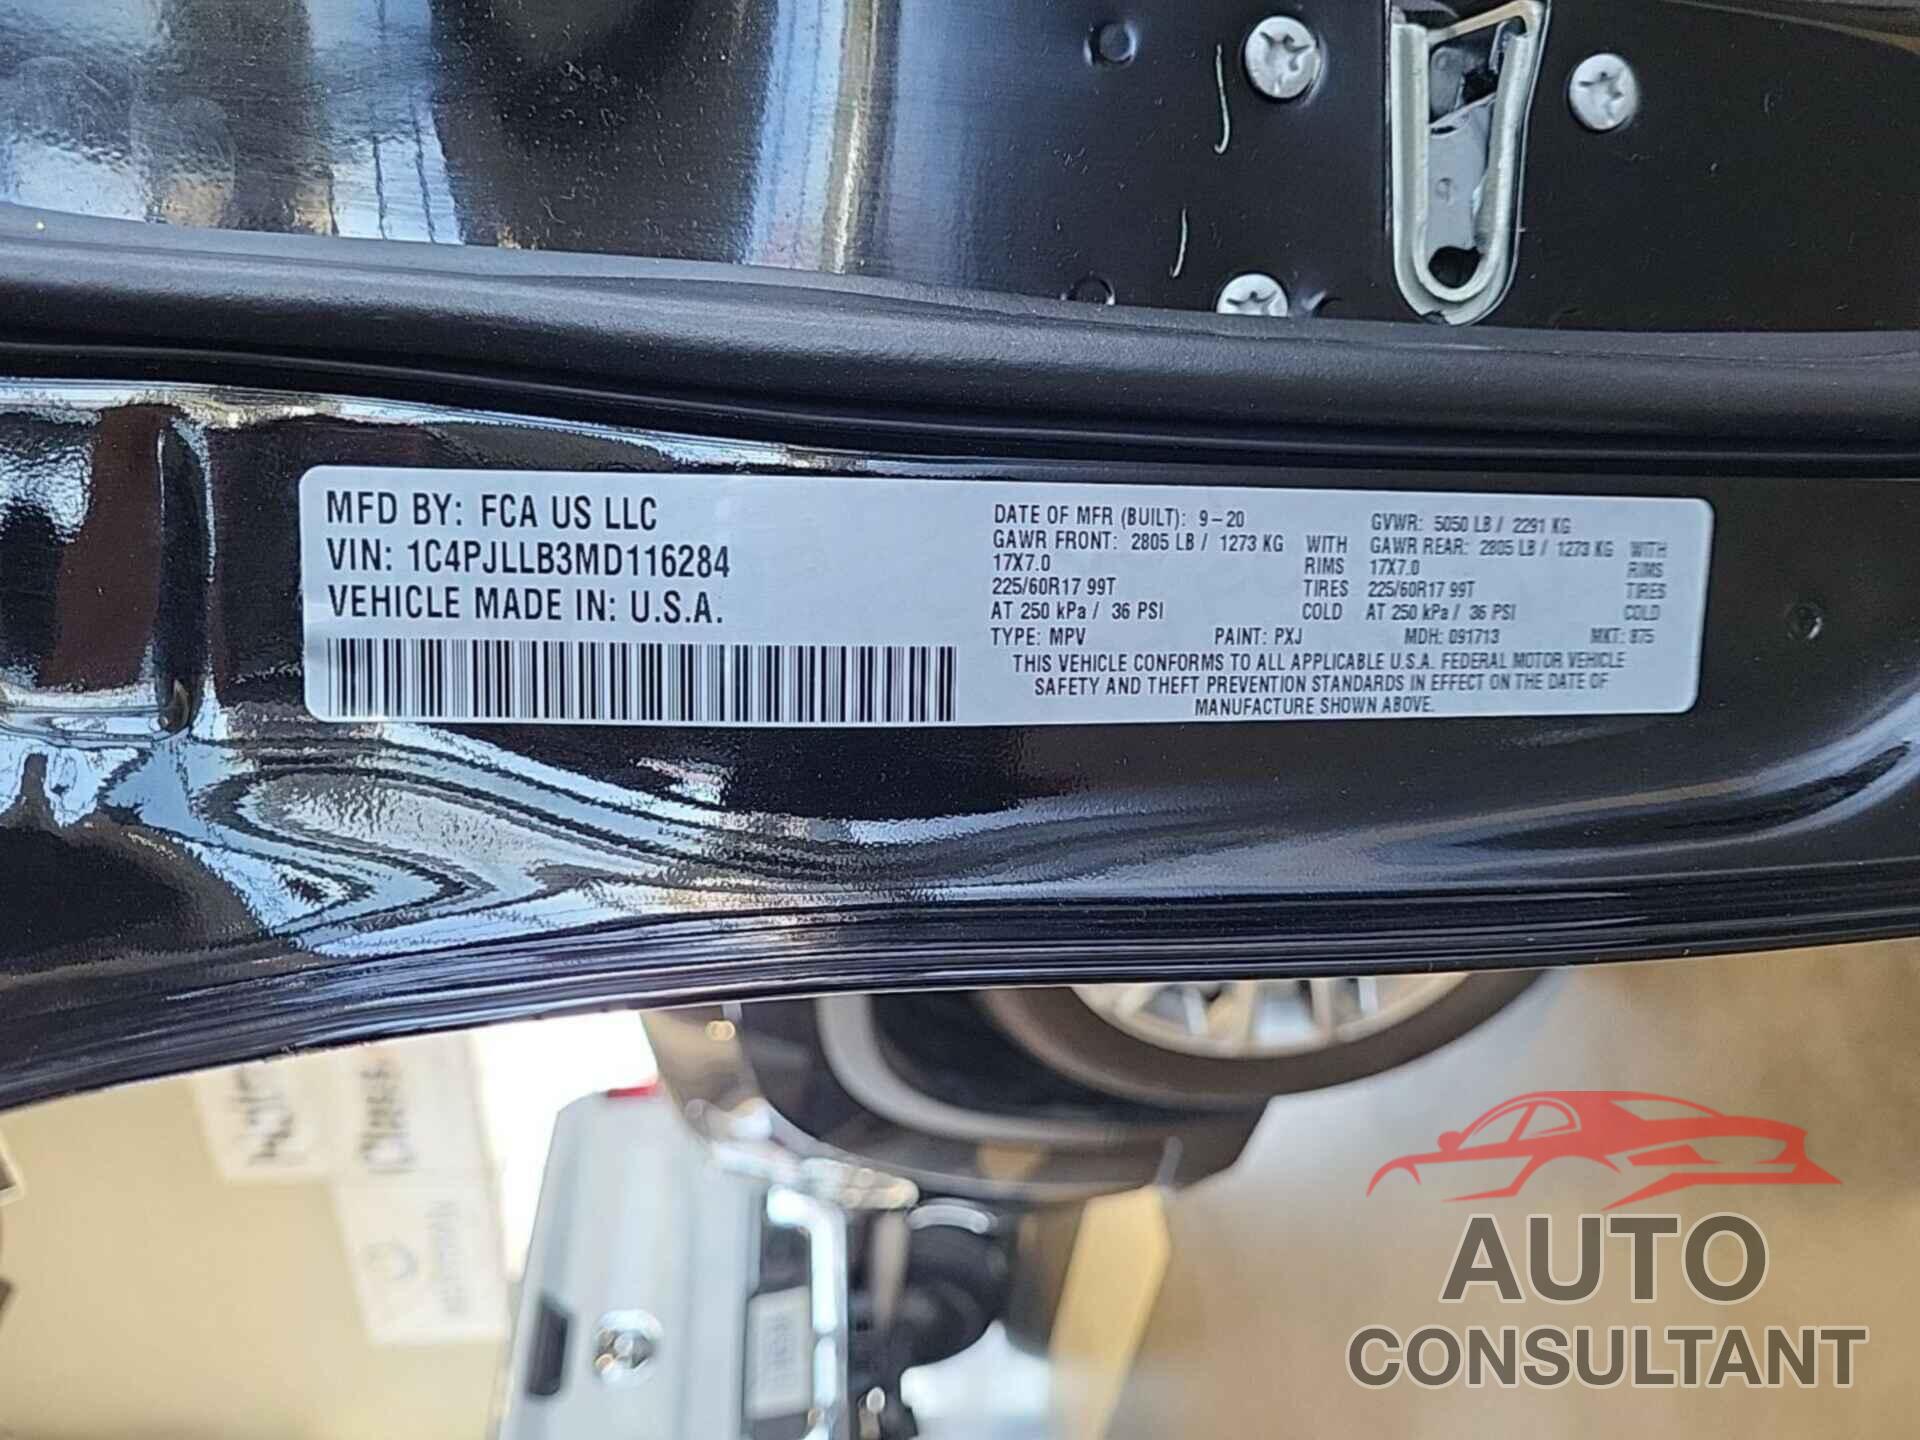 MFD BY: FCA US LLC
VIN: 1C4PJLLB3MD116284
VEHICLE MADE IN: U.S.A.
DATE OF MFR (BUILT): 9-20 GVWR: 5050 LB / 2291 KG
GAWR FRONT: 2805 LB / 1273 KG WITH GAWR REAR: 2805 LB / 1273 KG WITH
17X7.0 RIMS 17X7.0 RIMS
225/60R17 99T TIRES 225/60R17 99T TIRES
AT 250 kPa / 36 PSI COLD AT 250 kPa / 36 PSI COLD
TYPE: MPV PAINT: PXJ MDH: 091713 MKT: 875
THIS VEHICLE CONFORMS TO ALL APPLICABLE U.S.A. FEDERAL MOTOR VEHICLE
SAFETY AND THEFT PREVENTION STANDARDS IN EFFECT ON THE DATE OF
MANUFACTURE SHOWN ABOVE.
AUTO
CONSULTANT